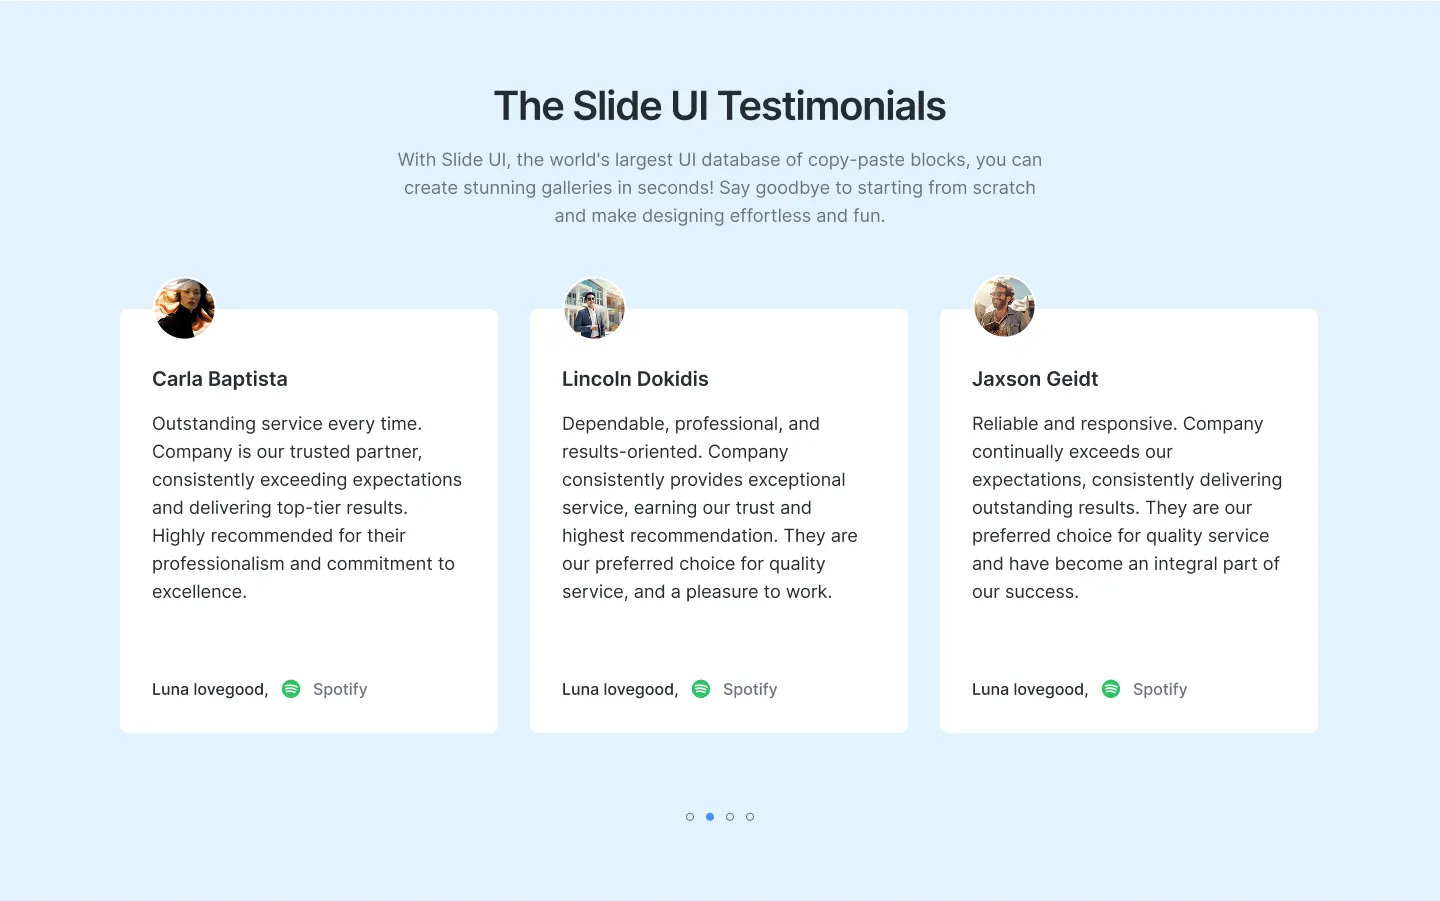 The Slide UI Testimonials
With Slide UI, the world's largest UI database of copy-paste blocks, you can
create stunning galleries in seconds! Say goodbye to starting from scratch
and make designing effortless and fun.
Carla Baptista
Outstanding service every time.
Company is our trusted partner,
consistently exceeding expectations
and delivering top-tier results.
Highly recommended for their
professionalism and commitment to
excellence.
Luna lovegood, Spotify
Lincoln Dokidis
Dependable, professional, and
results-oriented. Company
consistently provides exceptional
service, earning our trust and
highest recommendation. They are
our preferred choice for quality
service, and a pleasure to work.
Luna lovegood, Spotify
Jaxson Geidt
Reliable and responsive. Company
continually exceeds our
expectations, consistently delivering
outstanding results. They are our
preferred choice for quality service
and have become an integral part of
our success.
Luna lovegood, Spotify